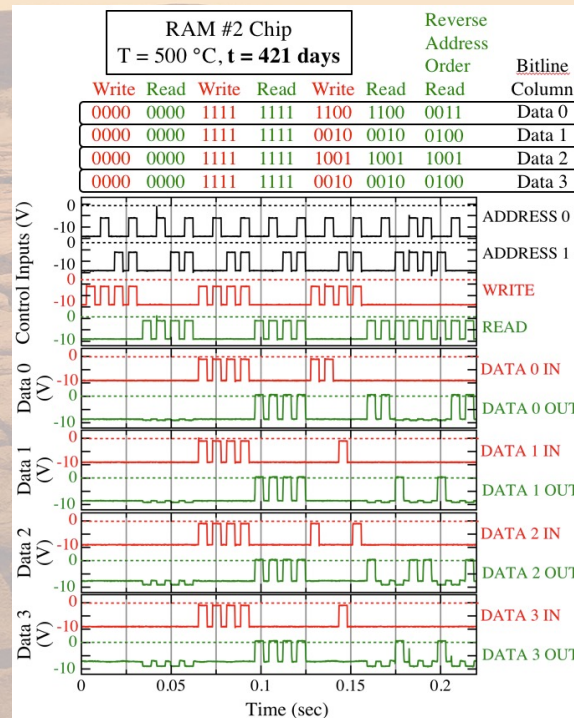 RAM #2 Chip
T = 500 °C, t = 421 days
Reverse
Address
Order
Bitline
Write Read Write Read Write Read Read Column
0000 0000 1111 1111 1100 1100 0011 Data 0
0000 0000 1111 1111 0010 0010 0100 Data 1
0000 0000 1111 1111 1001 1001 1001 Data 2
0000 0000 1111 1111 0010 0010 0100 Data 3
Control Inputs (V)
0
-10
ADDRESS 0
0
-10
ADDRESS 1
0
-10
WRITE
0
-10
READ
Data 0
(V)
0
-10
DATA 0 IN
0
-10
DATA 0 OUT
Data 1
(V)
0
-10
DATA 1 IN
0
-10
DATA 1 OUT
Data 2
(V)
0
-10
DATA 2 IN
0
-10
DATA 2 OUT
Data 3
(V)
0
-10
DATA 3 IN
0
-10
DATA 3 OUT
0 0.05 0.1 0.15 0.2
Time (sec)